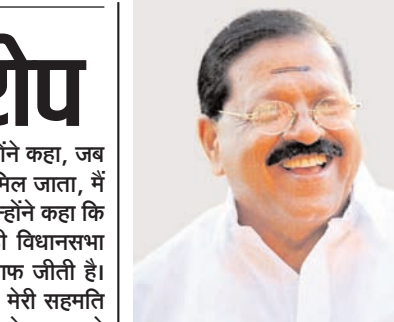 रोप
कहा, जब
मिल जाता, मैं
कहा कि
विधानसभा
जीती है।
मेरी सहमति